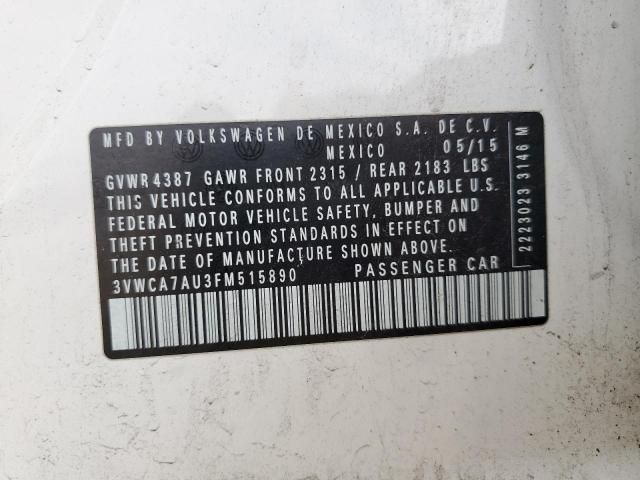 MFD BY VOLKSWAGEN DE MEXICO S.A. DE C.V.
MEXICO 05/15
GVWR 4387 GAWR FRONT 2315 / REAR 2183 LBS
THIS VEHICLE CONFORMS TO ALL APPLICABLE U.S.
FEDERAL MOTOR VEHICLE SAFETY, BUMPER AND
THEFT PREVENTION STANDARDS IN EFFECT ON
THE DATE OF MANUFACTURE SHOWN ABOVE.
3VWCA7AU3FM515890 PASSENGER CAR
2223023 3146 M